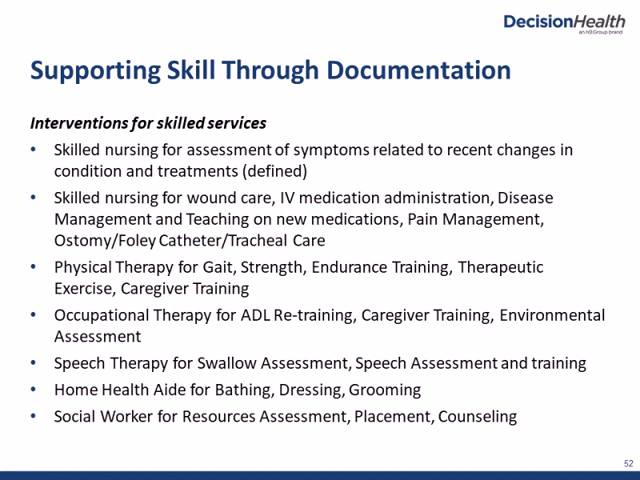 DecisionHealth
an H3.Group brand
Supporting Skill Through Documentation
Interventions for skilled services
• Skilled nursing for assessment of symptoms related to recent changes in
condition and treatments (defined)
• Skilled nursing for wound care, IV medication administration, Disease
Management and Teaching on new medications, Pain Management,
Ostomy/Foley Catheter/Tracheal Care
• Physical Therapy for Gait, Strength, Endurance Training, Therapeutic
Exercise, Caregiver Training
• Occupational Therapy for ADL Re-training, Caregiver Training, Environmental
Assessment
• Speech Therapy for Swallow Assessment, Speech Assessment and training
• Home Health Aide for Bathing, Dressing, Grooming
• Social Worker for Resources Assessment, Placement, Counseling
52